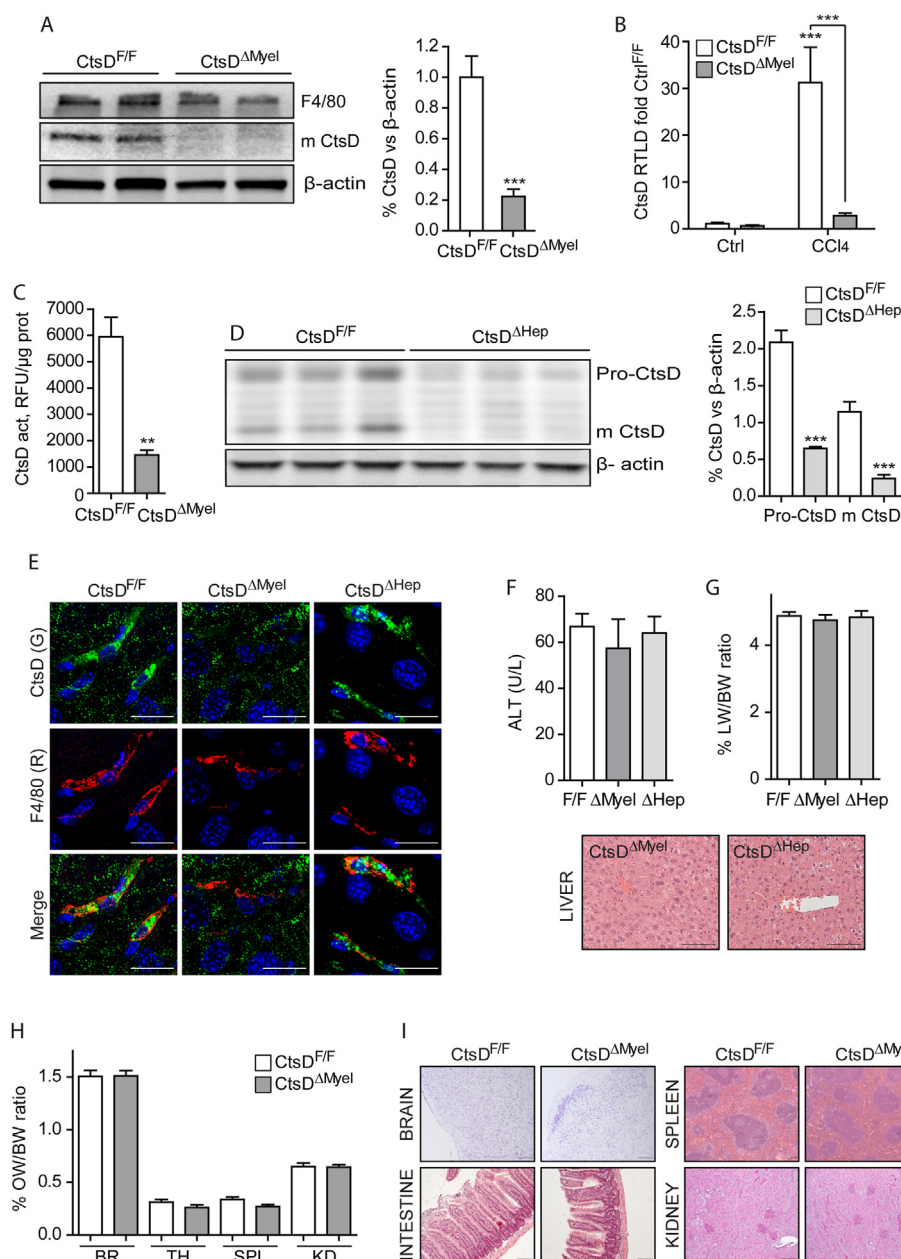 A
CtsD^F/F CtsD^ΔMyel
F4/80
m CtsD
β-actin
% CtsD vs β-actin
1.2
1.0
0.8
0.6
0.4
0.2
0.0
***
CtsD^F/F CtsD^ΔMyel
B
CtsD RTLD fold Ctrl^F/F
40
30
20
10
0
***
***
CtsD^F/F
CtsD^ΔMyel
Ctrl CCl4
C
CtsD act, RFU/µg prot
7000
6000
5000
4000
3000
2000
1000
0
**
CtsD^F/F CtsD^ΔMyel
D
CtsD^F/F CtsD^ΔHep
Pro-CtsD
m CtsD
β- actin
CtsD^F/F
CtsD^ΔHep
% CtsD vs β-actin
2.5
2.0
1.5
1.0
0.5
0.0
***
***
Pro-CtsD m CtsD
E
CtsD^F/F CtsD^ΔMyel CtsD^ΔHep
CtsD (G)
F4/80 (R)
Merge
F
ALT (U/L)
80
60
40
20
0
F/F ΔMyel ΔHep
G
% LW/BW ratio
4
2
0
F/F ΔMyel ΔHep
LIVER
CtsD^ΔMyel
CtsD^ΔHep
H
% OW/BW ratio
1.5
1.0
0.5
0.0
CtsD^F/F
CtsD^ΔMyel
BR TH SPL KD
I
CtsD^F/F CtsD^ΔMyel CtsD^F/F
BRAIN
SPLEEN
INTESTINE
KIDNEY